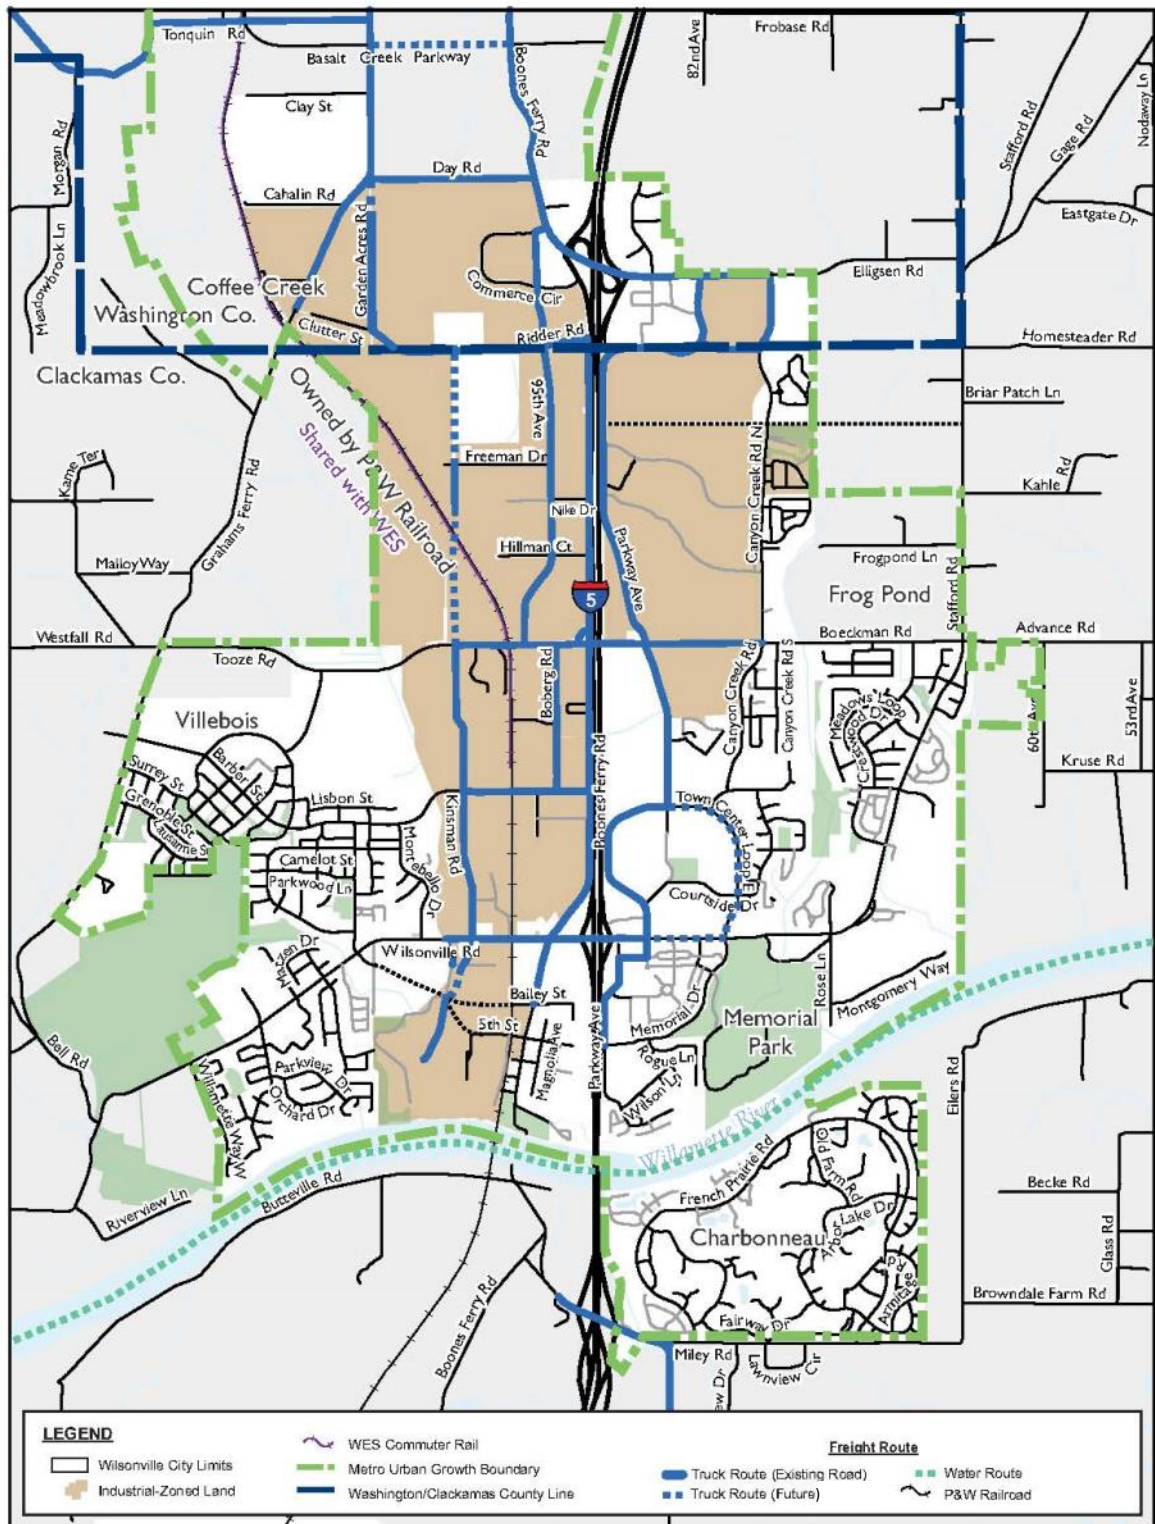 Tonquin Rd
Basalt Creek Parkway
Boones Ferry Rd
82nd Ave
Frobase Rd
Clay St
Morgan Rd
Stafford Rd
Gage Rd
Nodaway Ln
Day Rd
Cahalin Rd
Garden Acres Rd
Eastgate Dr
Meadowbrook Ln
Elligsen Rd
Commerce Cir
Coffee Creek
Washington Co.
Clutter St
Ridder Rd
Homesteader Rd
Clackamas Co.
Owned by P&W Railroad
Shared with WES
95th Ave
Briar Patch Ln
Freeman Dr
Canyon Creek Rd N
Kame Ter
Grahams Ferry Rd
Kahle Rd
Nike Dr
Parkway Ave
Hillman Ct
Malloy Way
Frogpond Ln
5
Frog Pond
Stafford Rd
Westfall Rd
Tooze Rd
Boeckman Rd
Advance Rd
Boberg Rd
Canyon Creek Rd
Canyon Creek Rd S
Meadows Loop
Crestwood Dr
60th Ave
53rd Ave
Villebois
Barber St
Surrey St
Grenoble St
Lausanne St
Lisbon St
Kinsman Rd
Boones Ferry Rd
Town Center Loop E
Kruse Rd
Camelot St
Parkwood Ln
Montebello Dr
Courtside Dr
Wilsonville Rd
Metzen Dr
Rose Ln
Montgomery Way
Bailey St
5th St
Memorial Dr
Memorial
Park
Bell Rd
Parkview Dr
Orchard Dr
Willamette Way W
Magnolia Ave
Parkway Ave
Rogue Ln
Wilson Ln
Eilers Rd
Willamette River
Riverview Ln
Butteville Rd
French Prairie Rd
Old Farm Rd
Arbor Lake Dr
Charbonneau
Becke Rd
Glass Rd
Armitage Rd
Browndale Farm Rd
Boones Ferry Rd
Fairway Dr
Miley Rd
Lawnview Cir
ew Dr
LEGEND
Wilsonville City Limits
Industrial-Zoned Land
WES Commuter Rail
Metro Urban Growth Boundary
Washington/Clackamas County Line
Freight Route
Truck Route (Existing Road)
Truck Route (Future)
Water Route
P&W Railroad